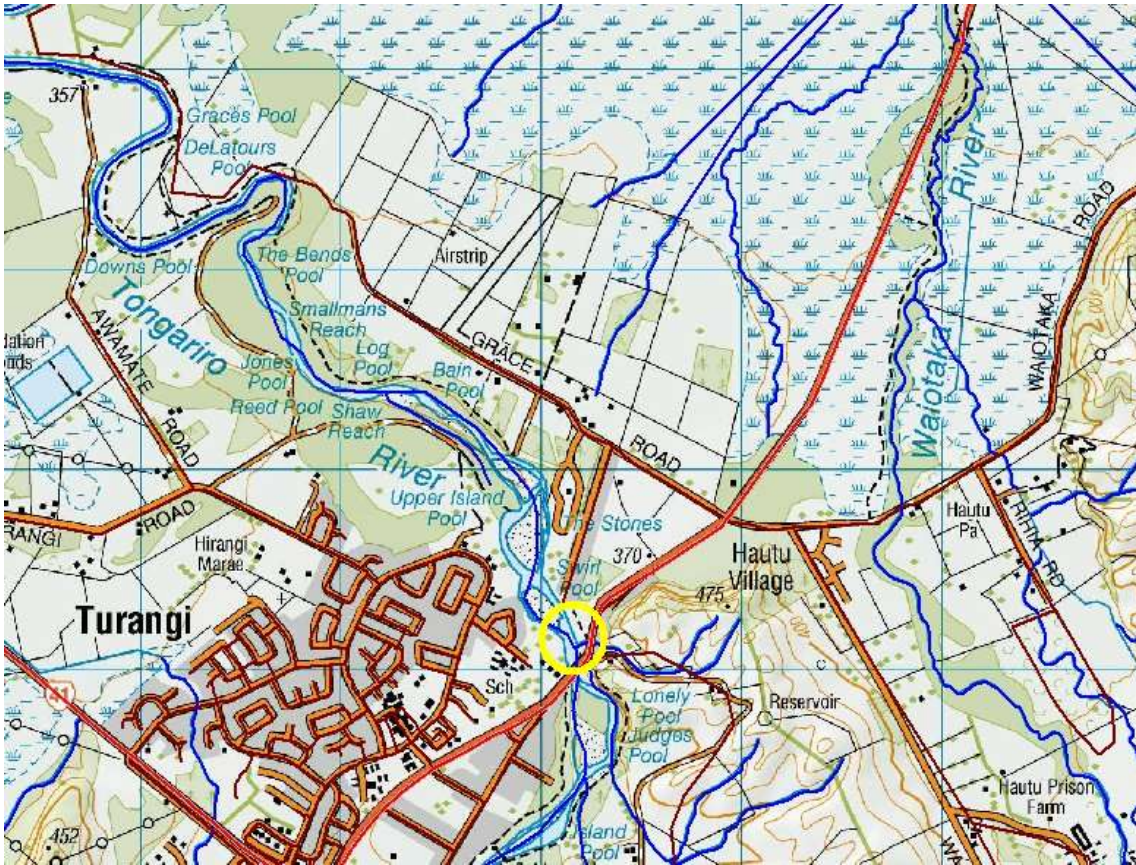 357
Graces Pool
DeLatours
Pool
Downs Pool
The Bends
Pool
Airstrip
Tongariro
River
Smallmans
Reach
Log
Pool
Bain
Pool
GRACE
ROAD
AWAMATE
ROAD
Jones
Pool
Reed Pool
Shaw
Reach
Upper Island
Pool
The Stones
Swirl
Pool
370
475
Waiotaka
River
WAIOTAKA
ROAD
Hautu
Pa
RIHIA RD
Hautu
Village
ROAD
Hirangi
Marae
Turangi
41
Sch
Lonely
Pool
Judges
Pool
Reservoir
Hautu Prison
Farm
Island
Pool
452